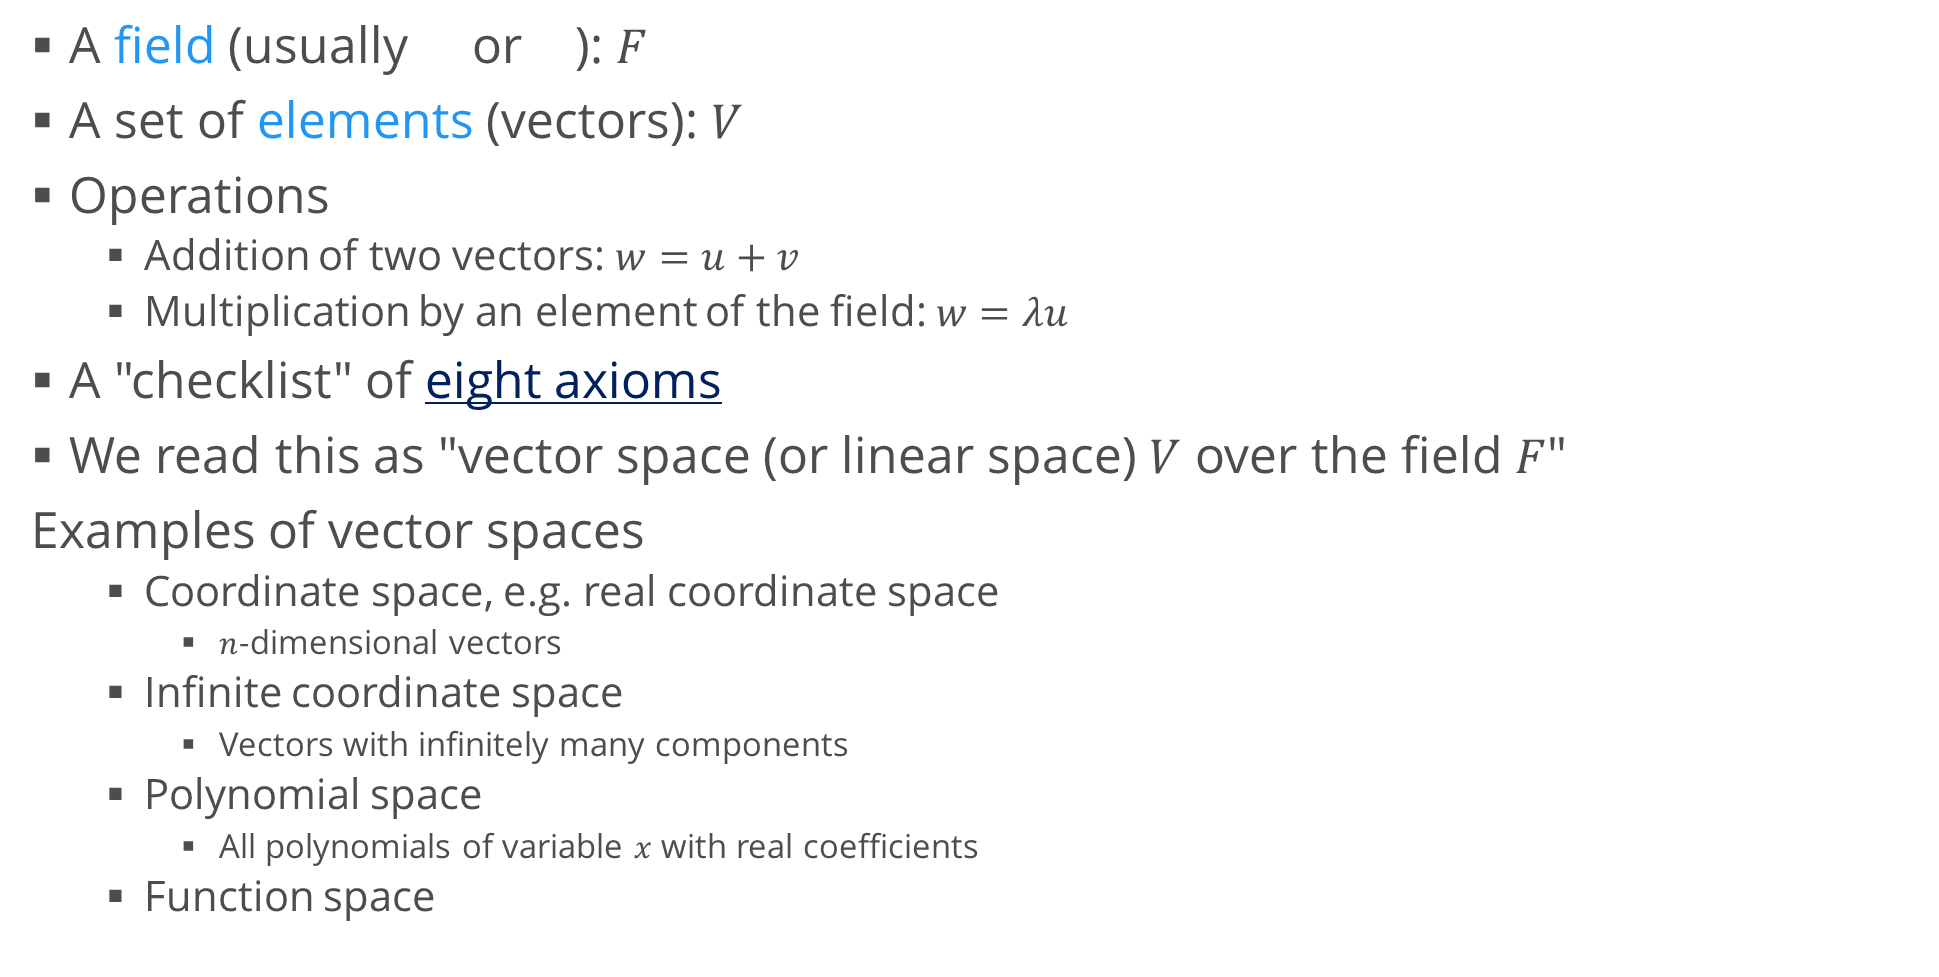 ▪ A field (usually or ): F
▪ A set of elements (vectors): V
▪ Operations
▪ Addition of two vectors: w = u + v
▪ Multiplication by an element of the field: w = λu
▪ A "checklist" of eight axioms
▪ We read this as "vector space (or linear space) V over the field F"
Examples of vector spaces
▪ Coordinate space, e.g. real coordinate space
▪ n-dimensional vectors
▪ Infinite coordinate space
▪ Vectors with infinitely many components
▪ Polynomial space
▪ All polynomials of variable x with real coefficients
▪ Function space